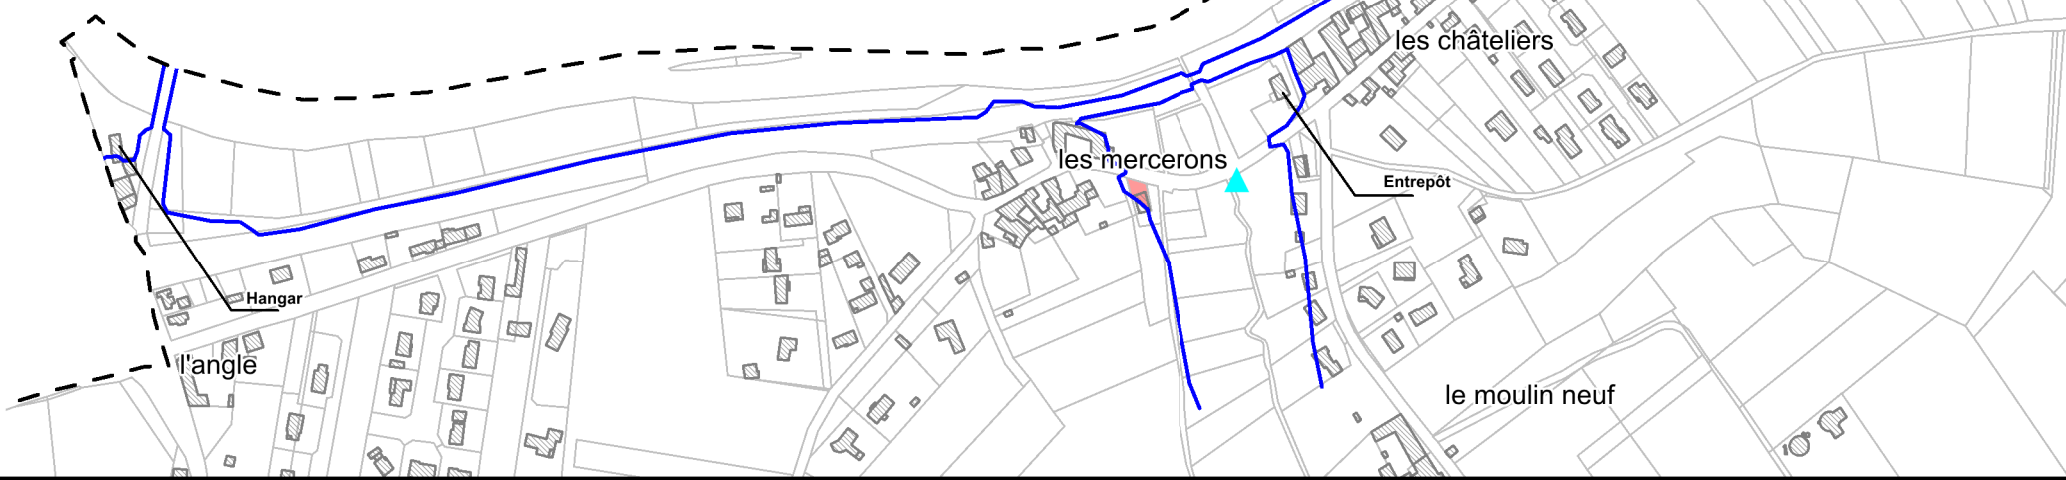 les châteliers
les mercerons
Entrepôt
Hangar
l'angle
le moulin neuf